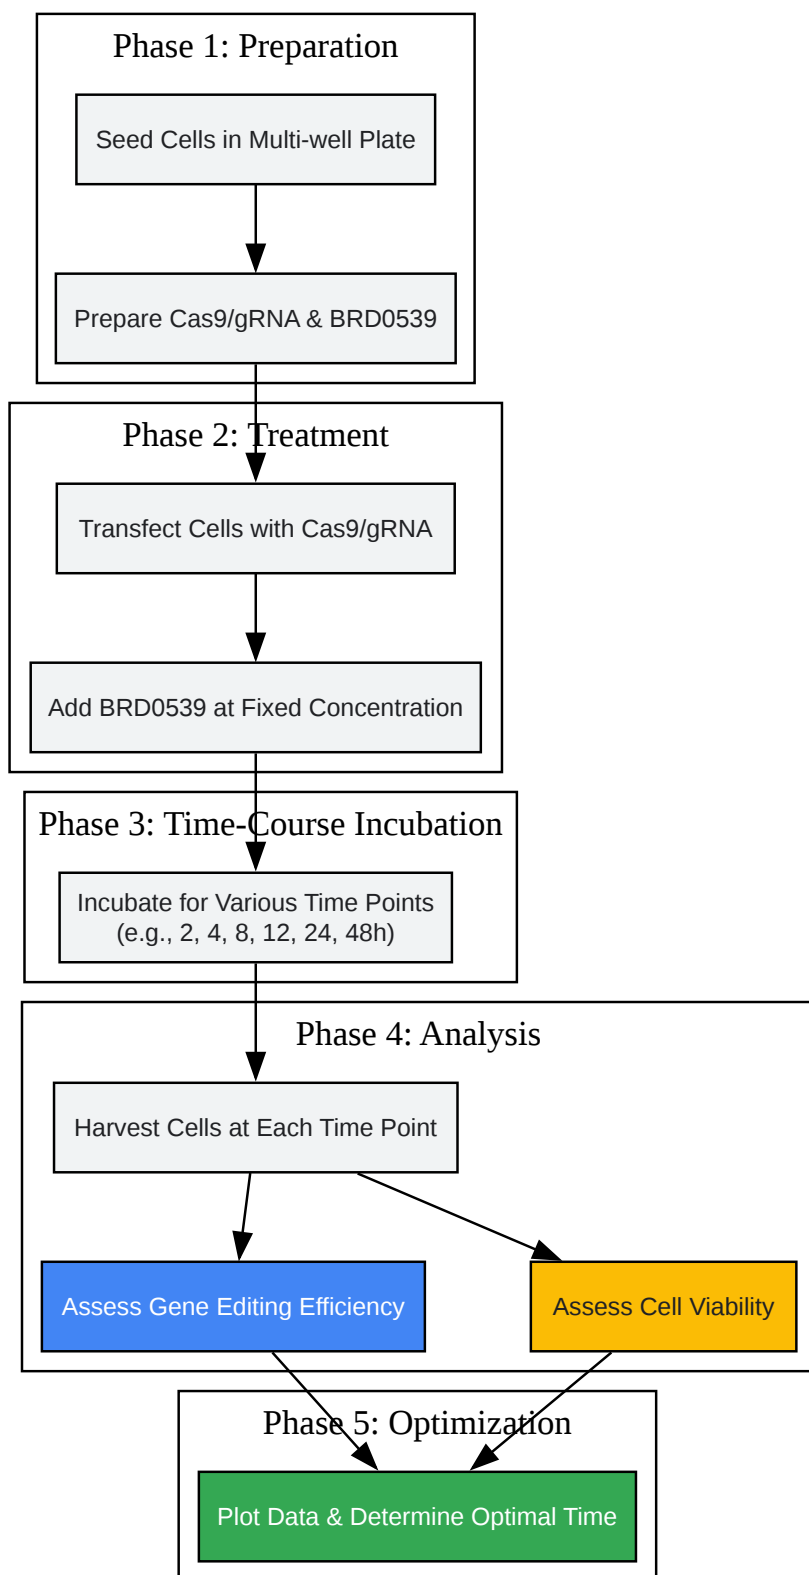 Phase 1: Preparation
Seed Cells in Multi-well Plate
Prepare Cas9/gRNA & BRD0539
Phase 2: Treatment
Transfect Cells with Cas9/gRNA
Add BRD0539 at Fixed Concentration
Phase 3: Time-Course Incubation
Incubate for Various Time Points
(e.g., 2, 4, 8, 12, 24, 48h)
Phase 4: Analysis
Harvest Cells at Each Time Point
Assess Gene Editing Efficiency
Assess Cell Viability
Phase 5: Optimization
Plot Data & Determine Optimal Time